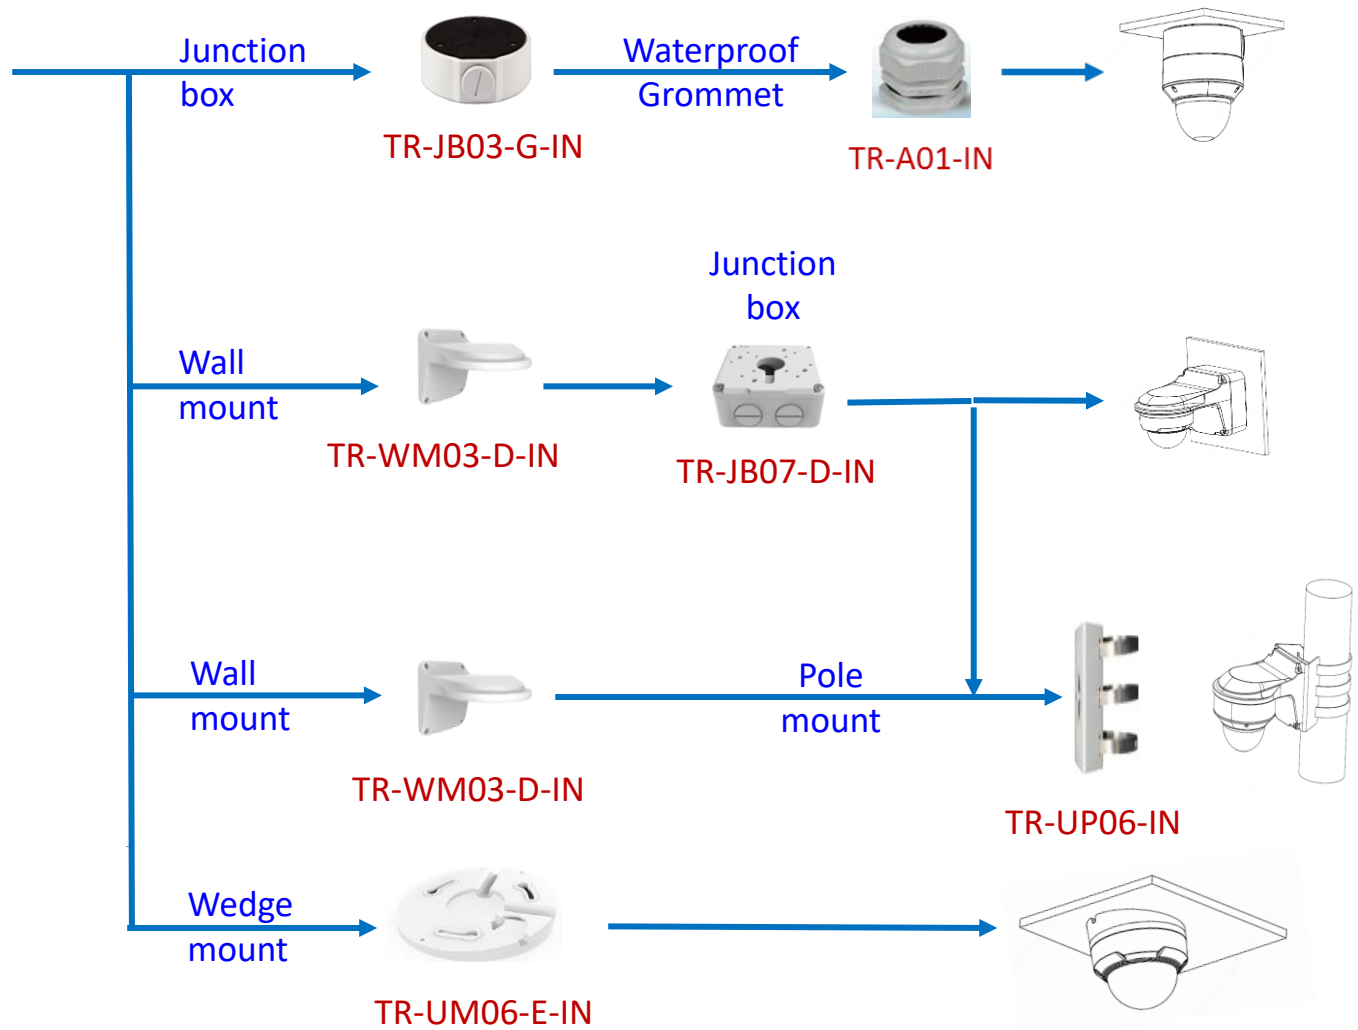 Junction
box
Waterproof
Grommet
TR-JB03-G-IN
TR-A01-IN
Junction
box
Wall
mount
TR-WM03-D-IN
TR-JB07-D-IN
Wall
mount
Pole
mount
TR-WM03-D-IN
TR-UP06-IN
Wedge
mount
TR-UM06-E-IN